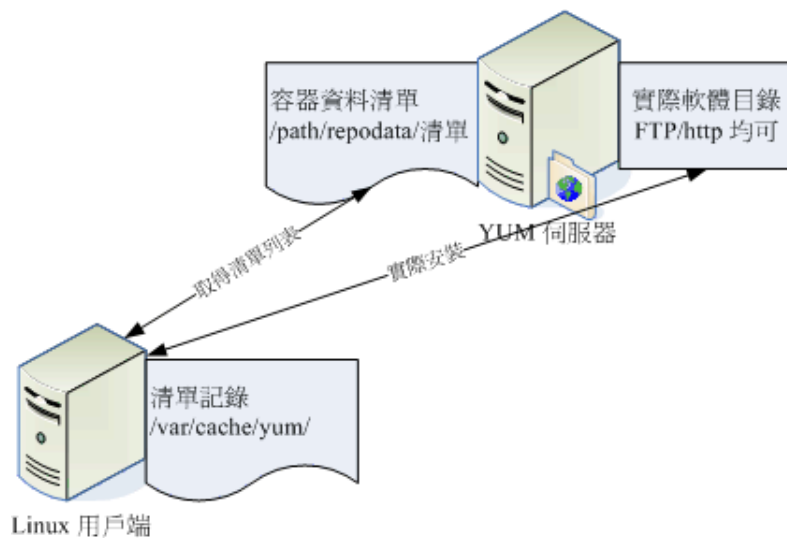 容器資料清單
/path/repodata/清單
實際軟體目錄
FTP/http 均可
YUM 伺服器
取得清單列表
實際安裝
清單記錄
/var/cache/yum/
Linux 用戶端